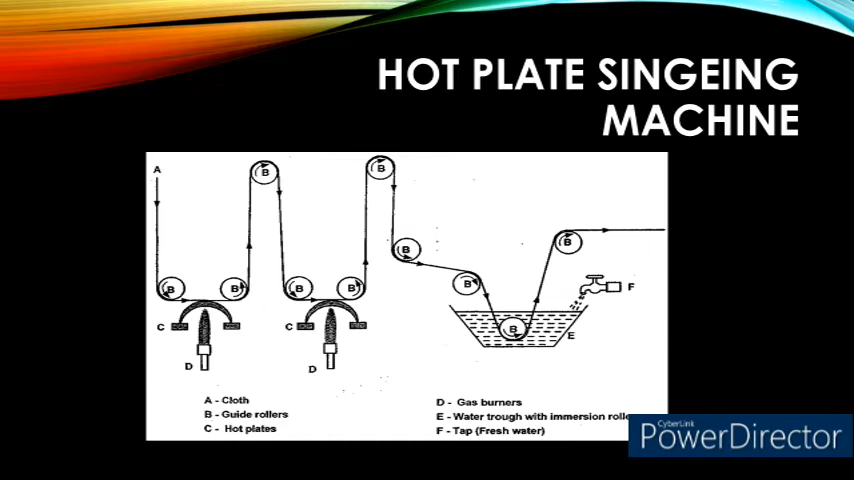 HOT PLATE SINGEING
MACHINE
A
B
B
B
B
B
B
B
B
B
B
B
F
C
C
E
D
D
A - Cloth
B - Guide rollers
C - Hot plates
D - Gas burners
E - Water trough with immersion
F - Tap (Fresh water)
CyberLink
PowerDirector